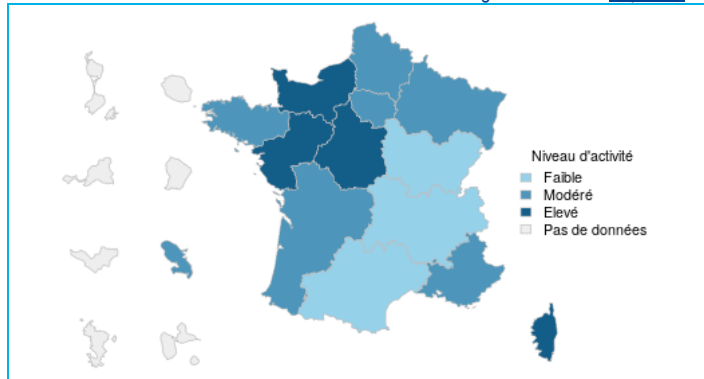 Niveau d'activité
Faible
Modéré
Elevé
Pas de données